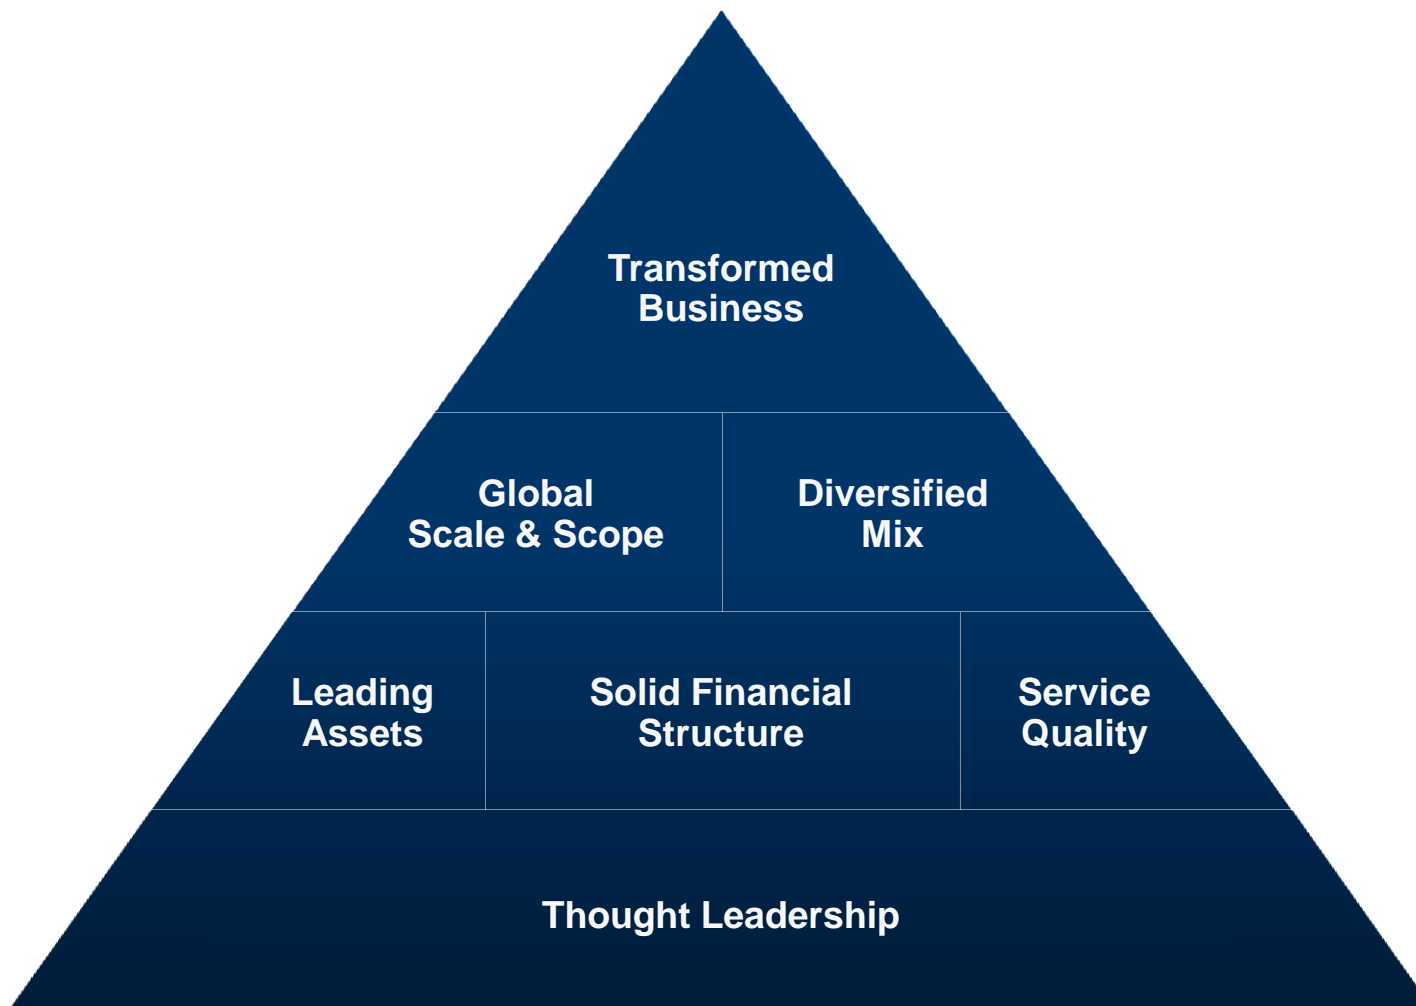 Transformed
Business
Global
Scale & Scope
Diversified
Mix
Leading
Assets
Solid Financial
Structure
Service
Quality
Thought Leadership